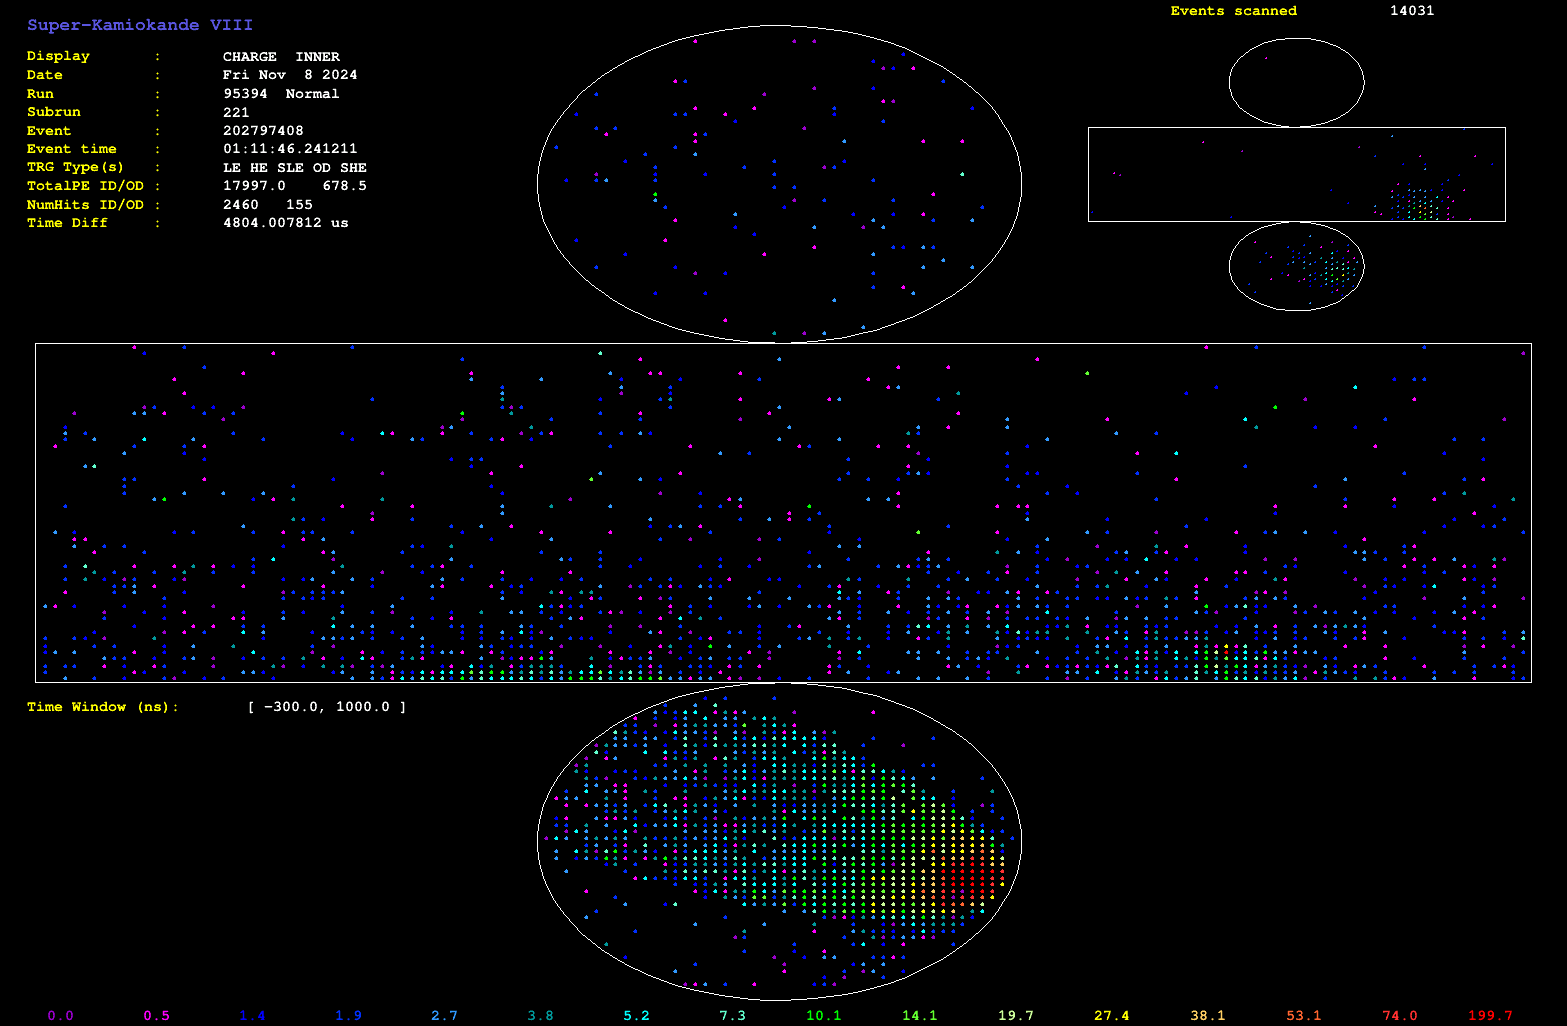 Super-Kamiokande VIII
Events scanned 14031
Display : CHARGE INNER
Date : Fri Nov 8 2024
Run : 95394 Normal
Subrun : 221
Event : 202797408
Event time : 01:11:46.241211
TRG Type(s) : LE HE SLE OD SHE
TotalPE ID/OD : 17997.0 678.5
NumHits ID/OD : 2460 155
Time Diff : 4804.007812 us
Time Window (ns): [ -300.0, 1000.0 ]
0.0 0.5 1.4 1.9 2.7 3.8 5.2 7.3 10.1 14.1 19.7 27.4 38.1 53.1 74.0 199.7